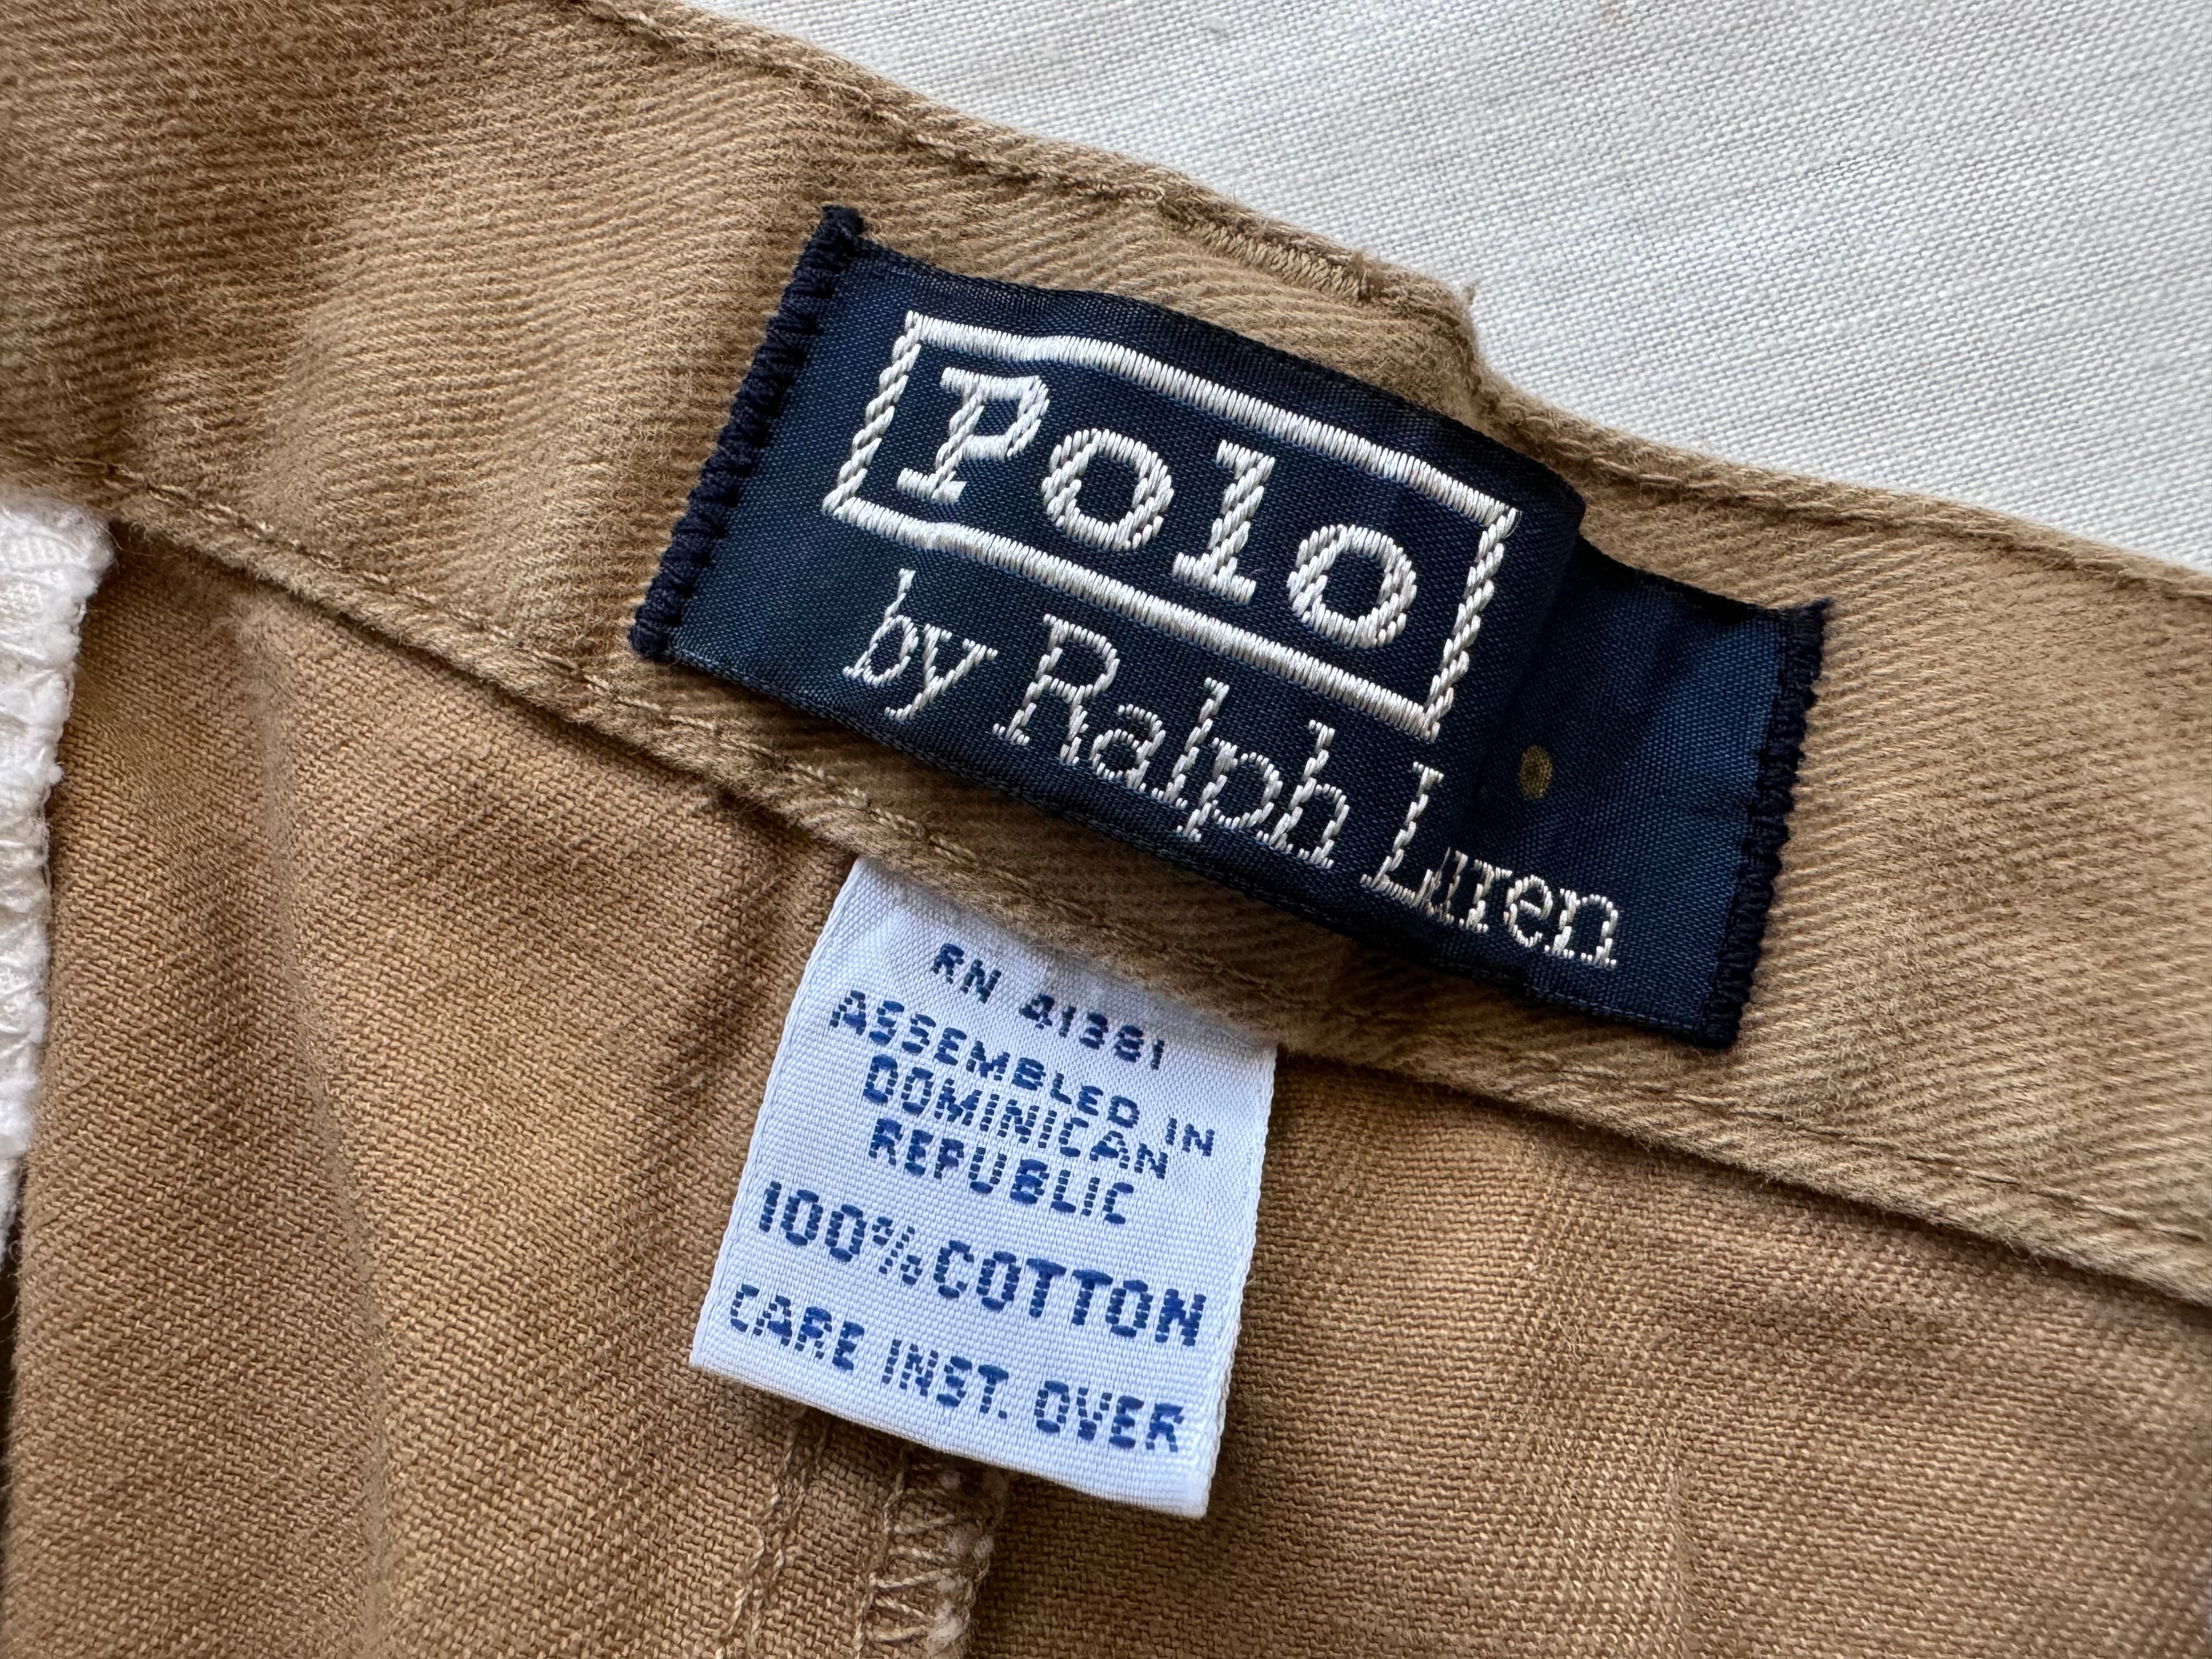 Polo
by Ralph Lauren
RN 41381
ASSEMBLED IN
DOMINICAN
REPUBLIC
100% COTTON
CARE INST. OVER